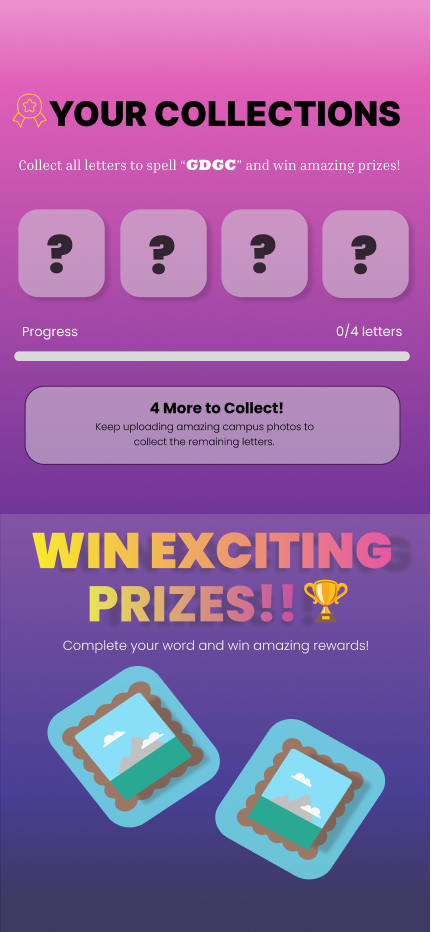 YOUR COLLECTIONS
Collect all letters to spell “GDGC” and win amazing prizes!
? ? ? ?
Progress 0/4 letters
4 More to Collect!
Keep uploading amazing campus photos to
collect the remaining letters.
WIN EXCITING
PRIZES!!🏆
Complete your word and win amazing rewards!